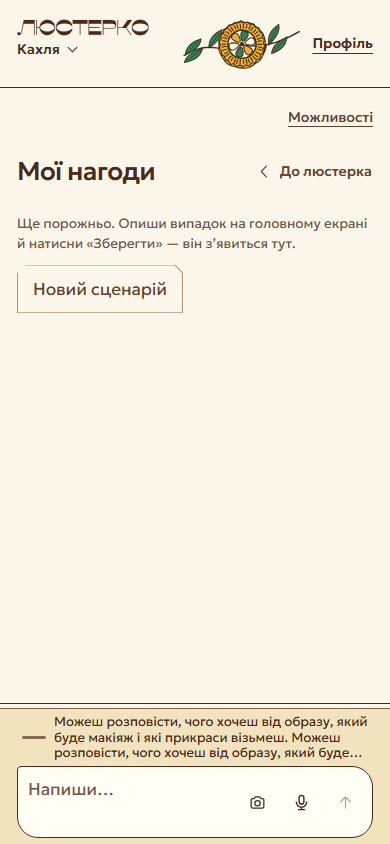 ЛЮСТЕРКО
Кахля
Профіль
Можливості
Мої нагоди
До люстерка
Ще порожньо. Опиши випадок на головному екрані
й натисни «Зберегти» — він з’явиться тут.
Новий сценарій
Можеш розповісти, чого хочеш від образу, який
буде макіяж і які прикраси візьмеш. Можеш
розповісти, чого хочеш від образу, який буде…
Напиши…